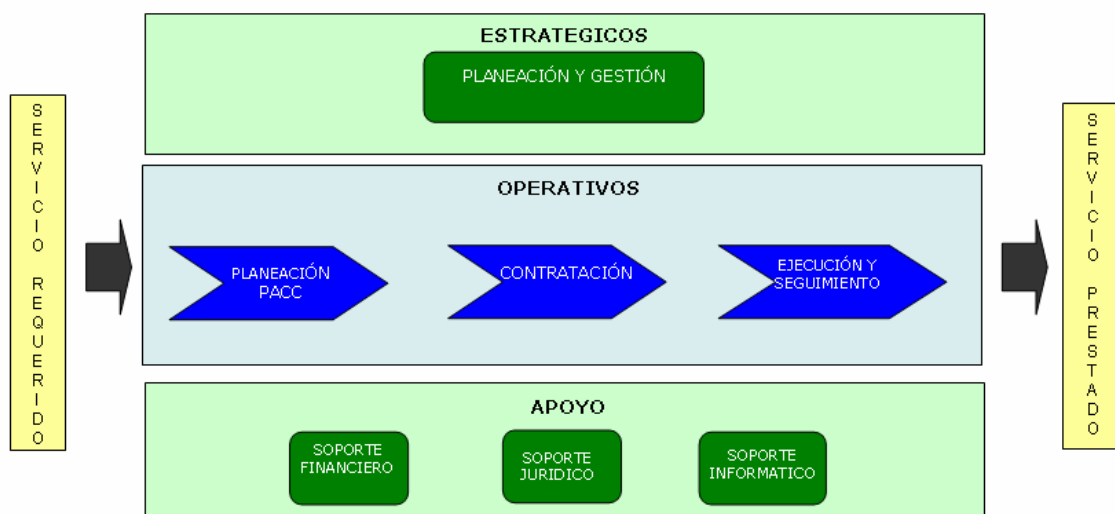 ESTRATEGICOS
PLANEACIÓN Y GESTIÓN
SERVICIO REQUERIDO
OPERATIVOS
PLANEACIÓN
PACC
CONTRATACIÓN
EJECUCIÓN Y
SEGUIMIENTO
SERVICIO PRESTADO
APOYO
SOPORTE
FINANCIERO
SOPORTE
JURIDICO
SOPORTE
INFORMATICO